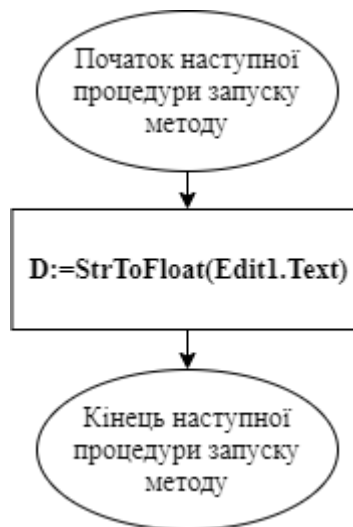 Початок наступної
процедури запуску
методу
D:=StrToFloat(Edit1.Text)
Кінець наступної
процедури запуску
методу